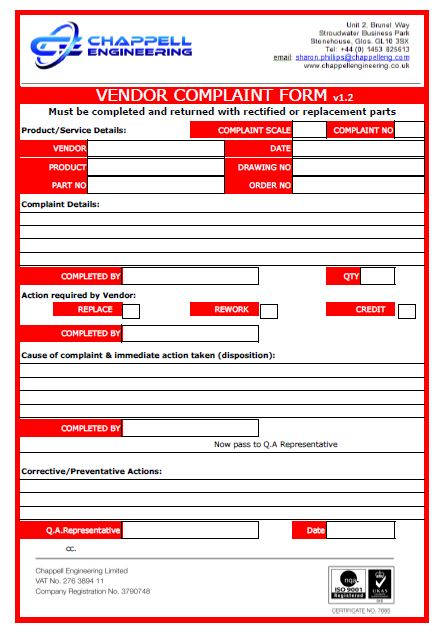 CHAPPELL
ENGINEERING
Unit 2, Brunel Way
Stroudwater Business Park
Stonehouse, Glos. GL10 3SX
Tel: +44 (0) 1453 825613
email: sharon.phillips@chappelleng.com
www.chappellengineering.co.uk
VENDOR COMPLAINT FORM v1.2
Must be completed and returned with rectified or replacement parts
Product/Service Details: COMPLAINT SCALE COMPLAINT NO
VENDOR DATE
PRODUCT DRAWING NO
PART NO ORDER NO
Complaint Details:
COMPLETED BY QTY
Action required by Vendor:
REPLACE REWORK CREDIT
COMPLETED BY
Cause of complaint & immediate action taken (disposition):
COMPLETED BY
Now pass to Q.A Representative
Corrective/Preventative Actions:
Q.A.Representative Date
cc.
Chappell Engineering Limited
VAT No. 276 3894 11
Company Registration No. 3790748
nqa.
ISO 9001
Registered
UKAS
CERTIFICATE NO. 7685